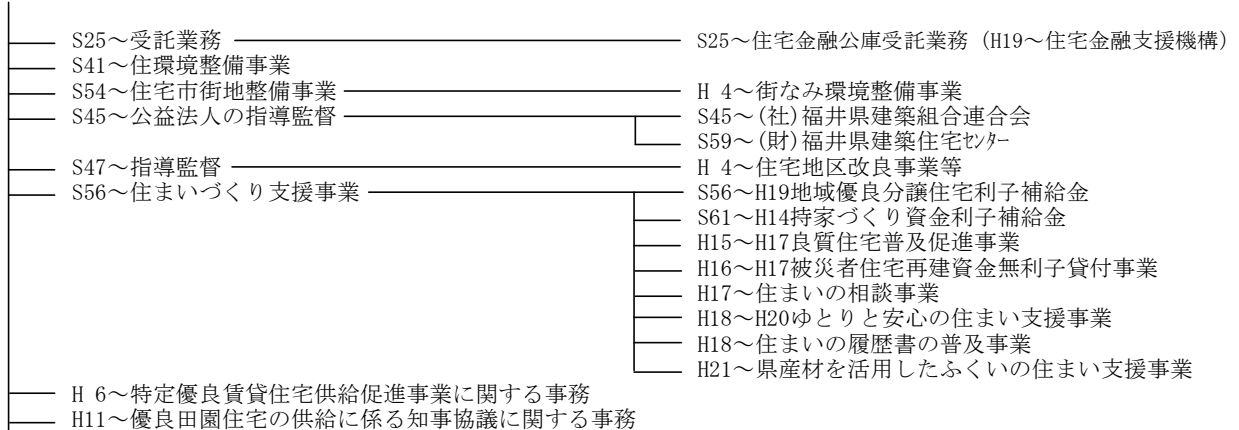 S25～受託業務 S25～住宅金融公庫受託業務 (H19～住宅金融支援機構)
S41～住環境整備事業
S54～住宅市街地整備事業 H 4～街なみ環境整備事業
S45～公益法人の指導監督 S45～(社)福井県建築組合連合会
S59～(財)福井県建築住宅ｾﾝﾀｰ
S47～指導監督 H 4～住宅地区改良事業等
S56～住まいづくり支援事業 S56～H19地域優良分譲住宅利子補給金
S61～H14持家づくり資金利子補給金
H15～H17良質住宅普及促進事業
H16～H17被災者住宅再建資金無利子貸付事業
H17～住まいの相談事業
H18～H20ゆとりと安心の住まい支援事業
H18～住まいの履歴書の普及事業
H21～県産材を活用したふくいの住まい支援事業
H 6～特定優良賃貸住宅供給促進事業に関する事務
H11～優良田園住宅の供給に係る知事協議に関する事務